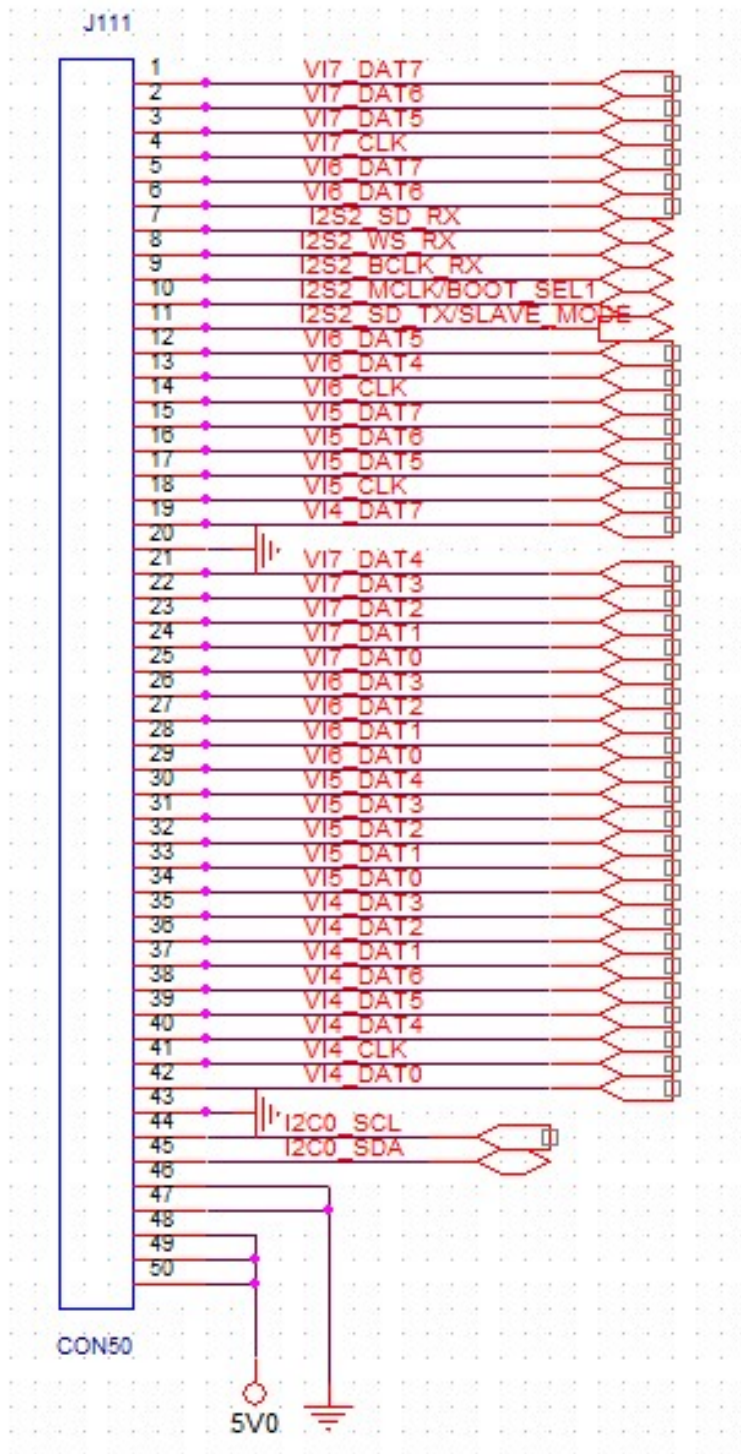 J111
1 VI7_DAT7
2 VI7_DAT6
3 VI7_DAT5
4 VI7_CLK
5 VI6_DAT7
6 VI6_DAT6
7 I2S2_SD_RX
8 I2S2_WS_RX
9 I2S2_BCLK_RX
10 I2S2_MCLK/BOOT_SEL1
11 I2S2_SD_TX/SLAVE_MODE
12 VI6_DAT5
13 VI6_DAT4
14 VI6_CLK
15 VI5_DAT7
16 VI5_DAT6
17 VI5_DAT5
18 VI5_CLK
19 VI4_DAT7
20
21 VI7_DAT4
22 VI7_DAT3
23 VI7_DAT2
24 VI7_DAT1
25 VI7_DAT0
26 VI6_DAT3
27 VI6_DAT2
28 VI6_DAT1
29 VI6_DAT0
30 VI5_DAT4
31 VI5_DAT3
32 VI5_DAT2
33 VI5_DAT1
34 VI5_DAT0
35 VI4_DAT3
36 VI4_DAT2
37 VI4_DAT1
38 VI4_DAT6
39 VI4_DAT5
40 VI4_DAT4
41 VI4_CLK
42 VI4_DAT0
43
44 I2C0_SCL
45 I2C0_SDA
46
47
48
49
50
CON50
5V0